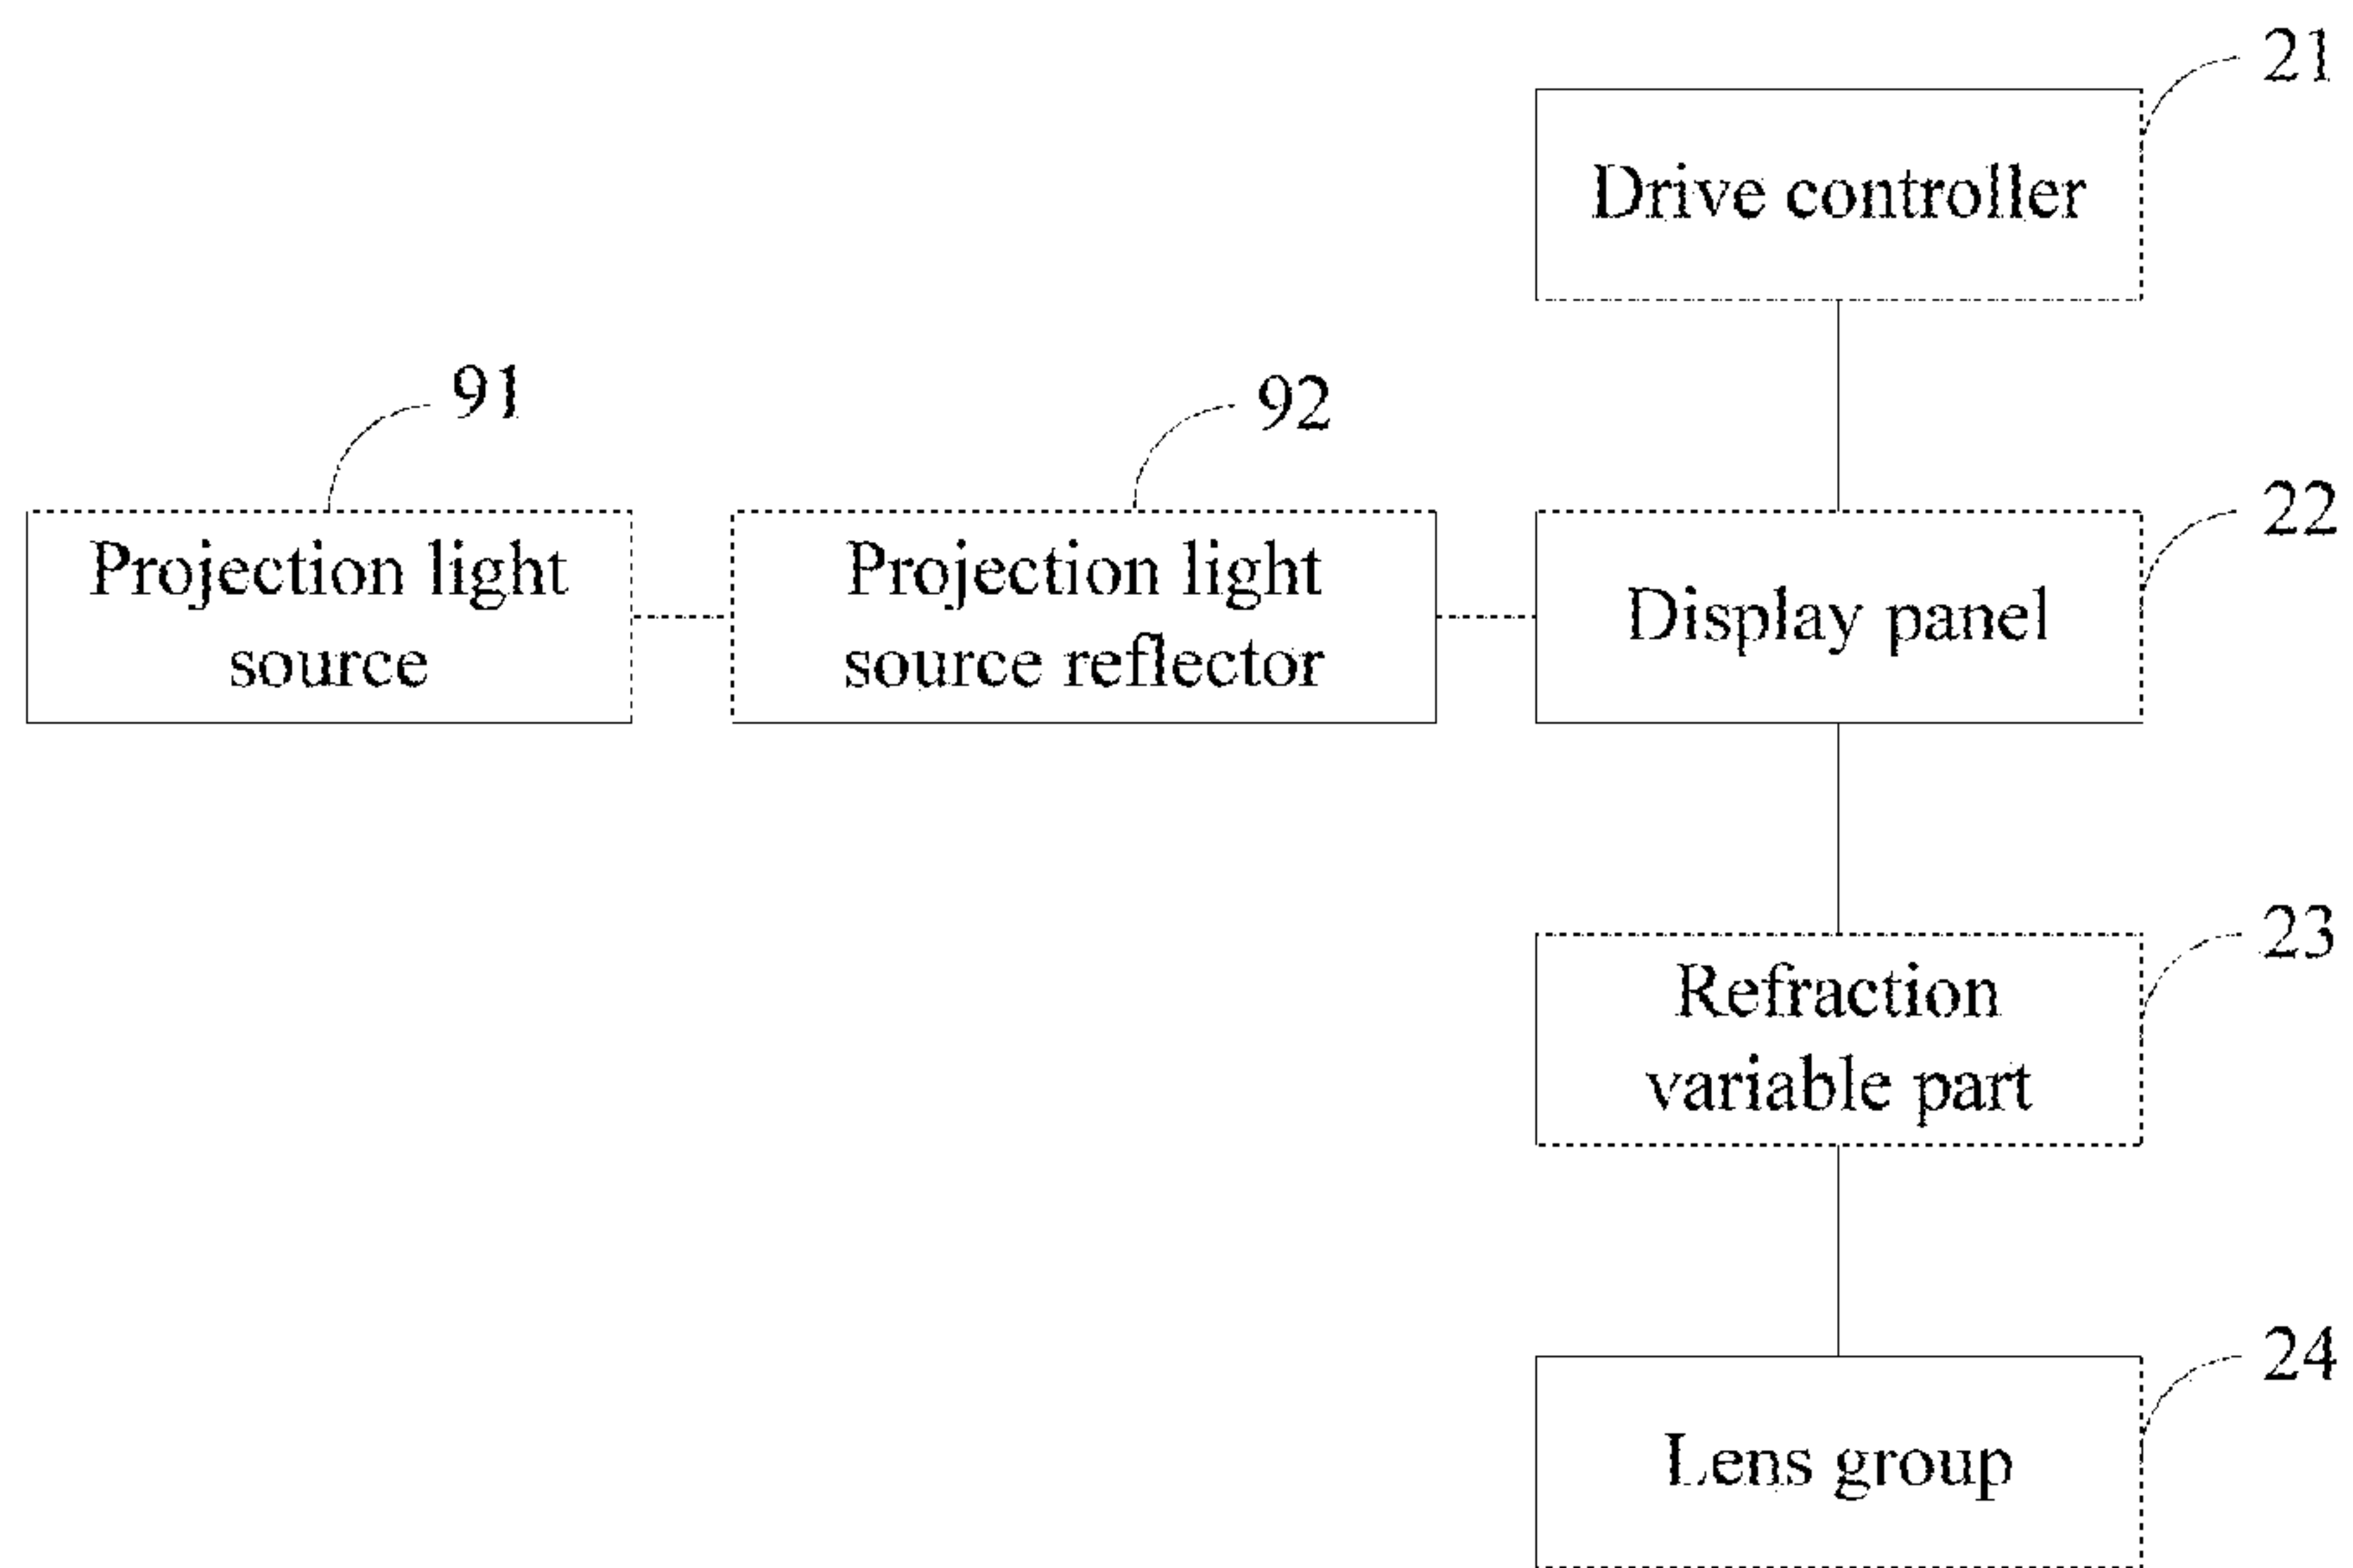 21
Drive controller
91
92
Projection light
source
Projection light
source reflector
22
Display panel
23
Refraction
variable part
24
Lens group